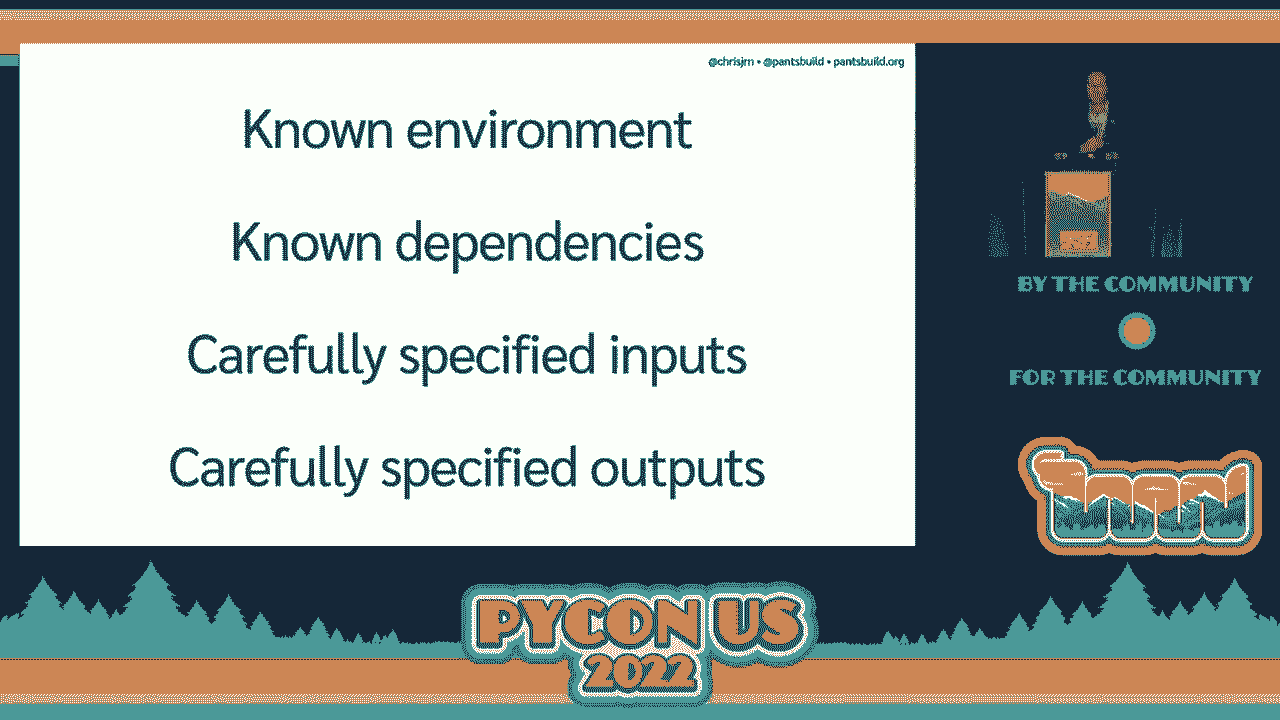 @chrisjrn • @pantsbuild • pantsbuild.org
Known environment
Known dependencies
Carefully specified inputs
Carefully specified outputs
BY THE COMMUNITY
FOR THE COMMUNITY
PYCON US
2022